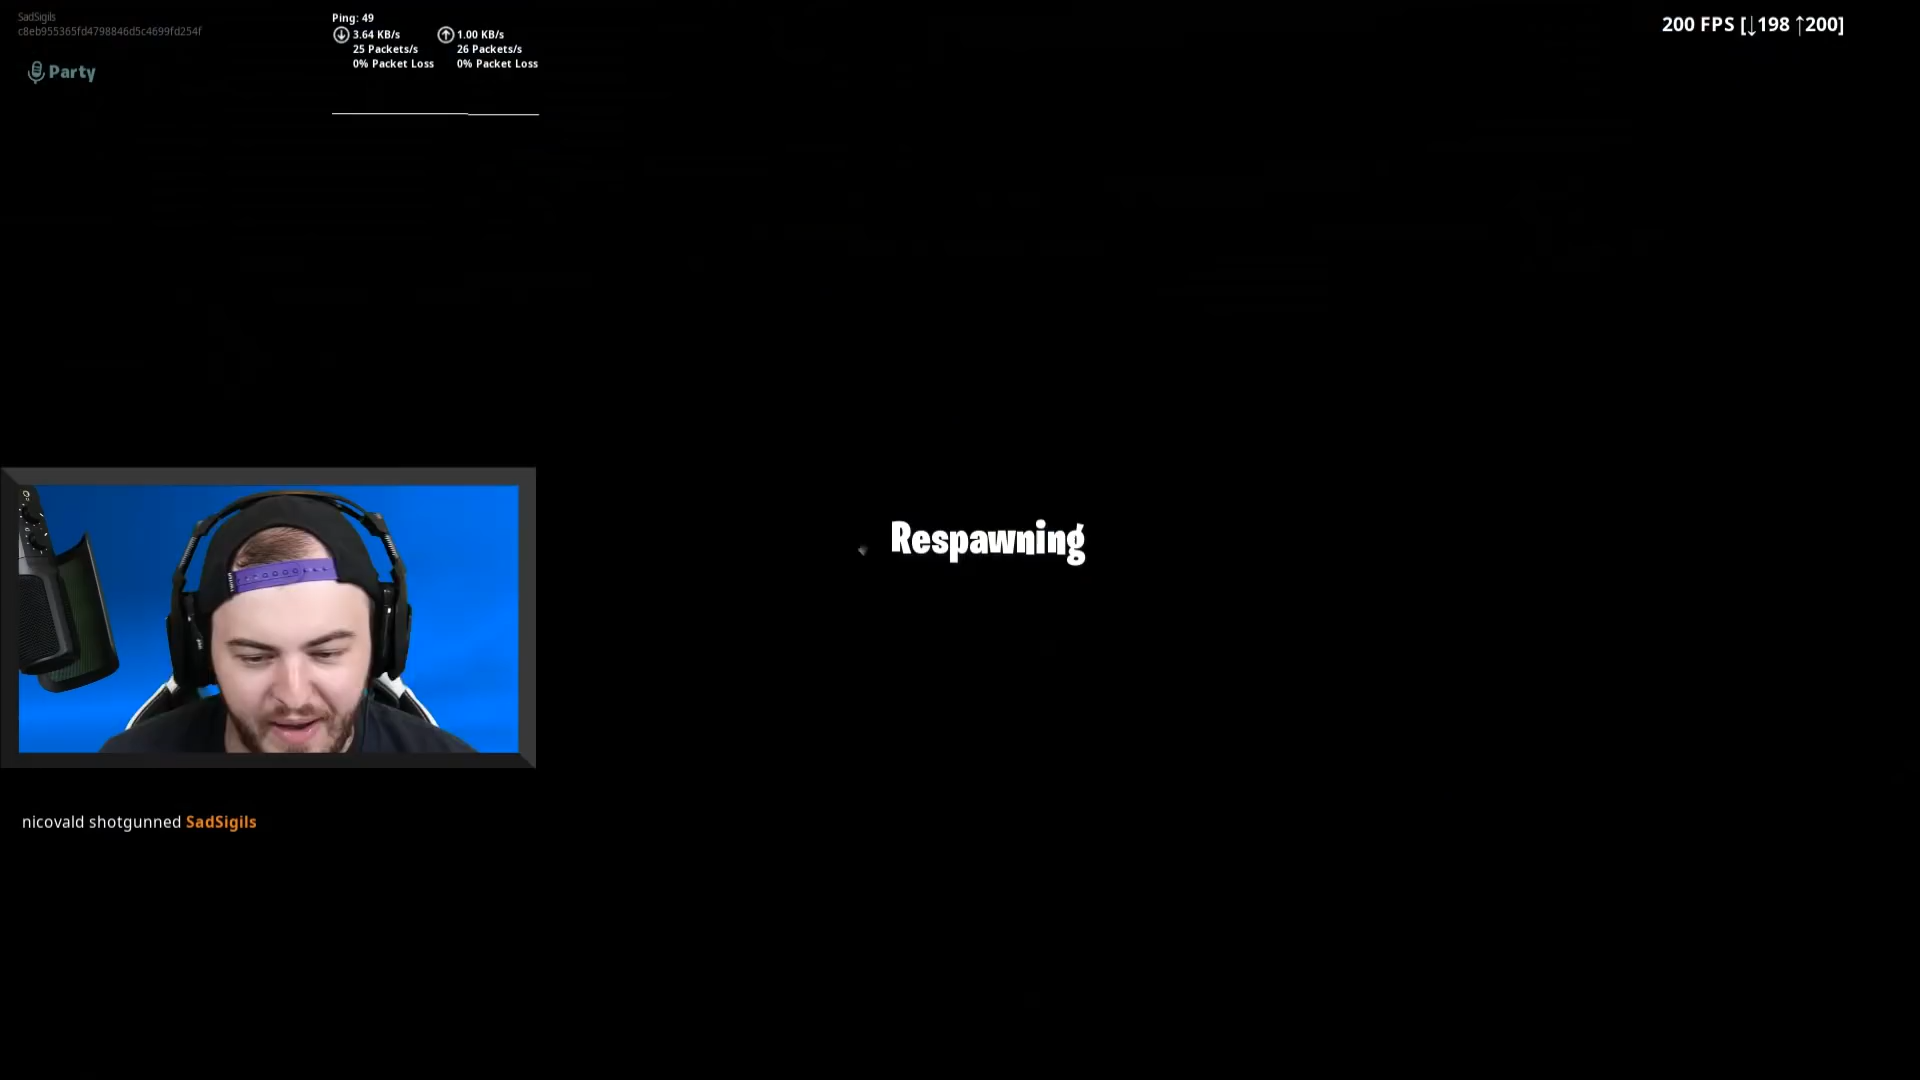 SadSigils
c8eb955365fd4798846d5c4699fd254f
Party
Ping: 49
3.64 KB/s
25 Packets/s
0% Packet Loss
1.00 KB/s
26 Packets/s
0% Packet Loss
200 FPS [↓198 ↑200]
Respawning
nicovald shotgunned SadSigils